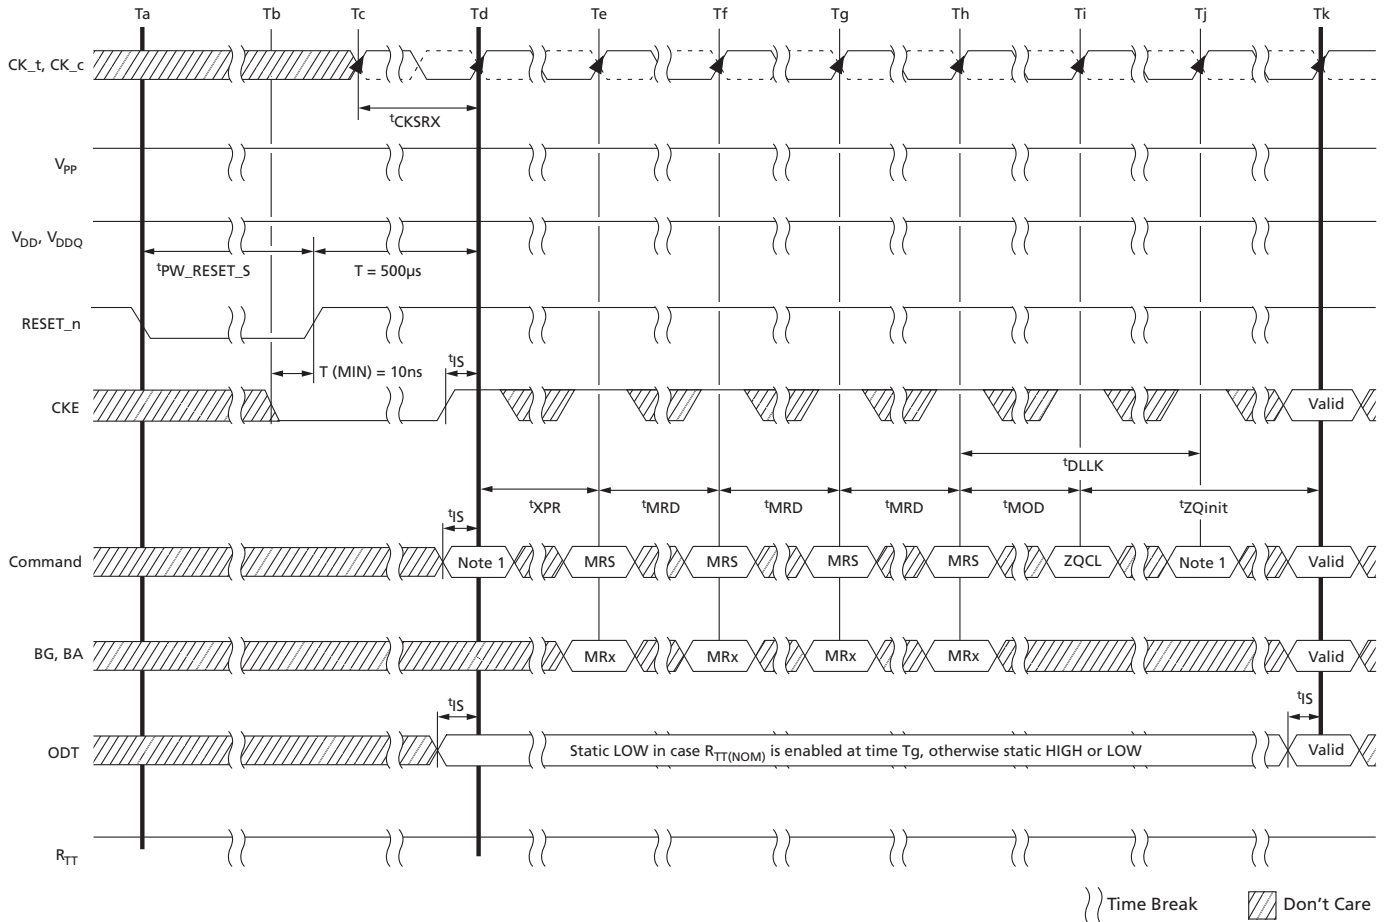 Ta Tb Tc Td Te Tf Tg Th Ti Tj Tk
CK_t, CK_c
tCKSRX
VPP
VDD, VDDQ
tPW_RESET_S T = 500µs
RESET_n
T (MIN) = 10ns tIS
CKE Valid
tDLLK
tXPR tMRD tMRD tMRD tMOD tZQinit
tIS
Command Note 1 MRS MRS MRS MRS ZQCL Note 1 Valid
BG, BA MRx MRx MRx MRx Valid
tIS tIS
ODT Static LOW in case RTT(NOM) is enabled at time Tg, otherwise static HIGH or LOW Valid
RTT
Time Break Don't Care